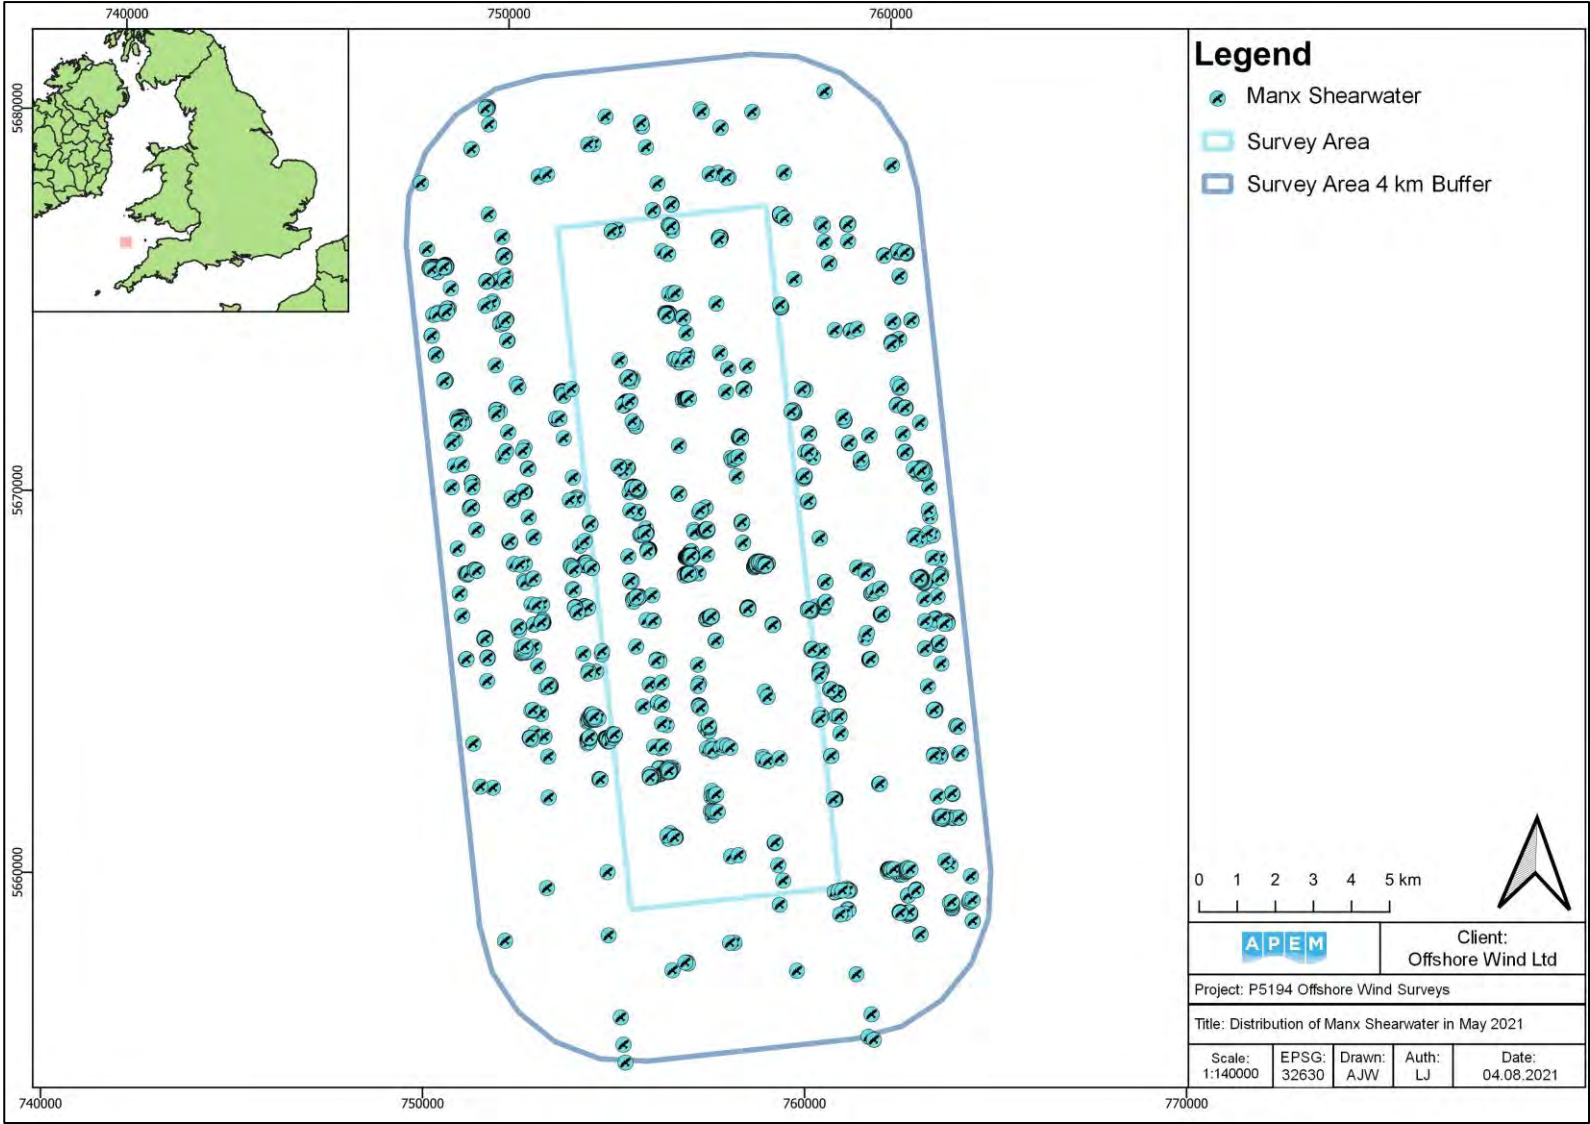 740000
750000
760000
5680000
5670000
5660000
Legend
Manx Shearwater
Survey Area
Survey Area 4 km Buffer
0 1 2 3 4 5 km
APEM
Client:
Offshore Wind Ltd
Project: P5194 Offshore Wind Surveys
Title: Distribution of Manx Shearwater in May 2021
Scale:
1:140000
EPSG:
32630
Drawn:
AJW
Auth:
LJ
Date:
04.08.2021
740000
750000
760000
770000